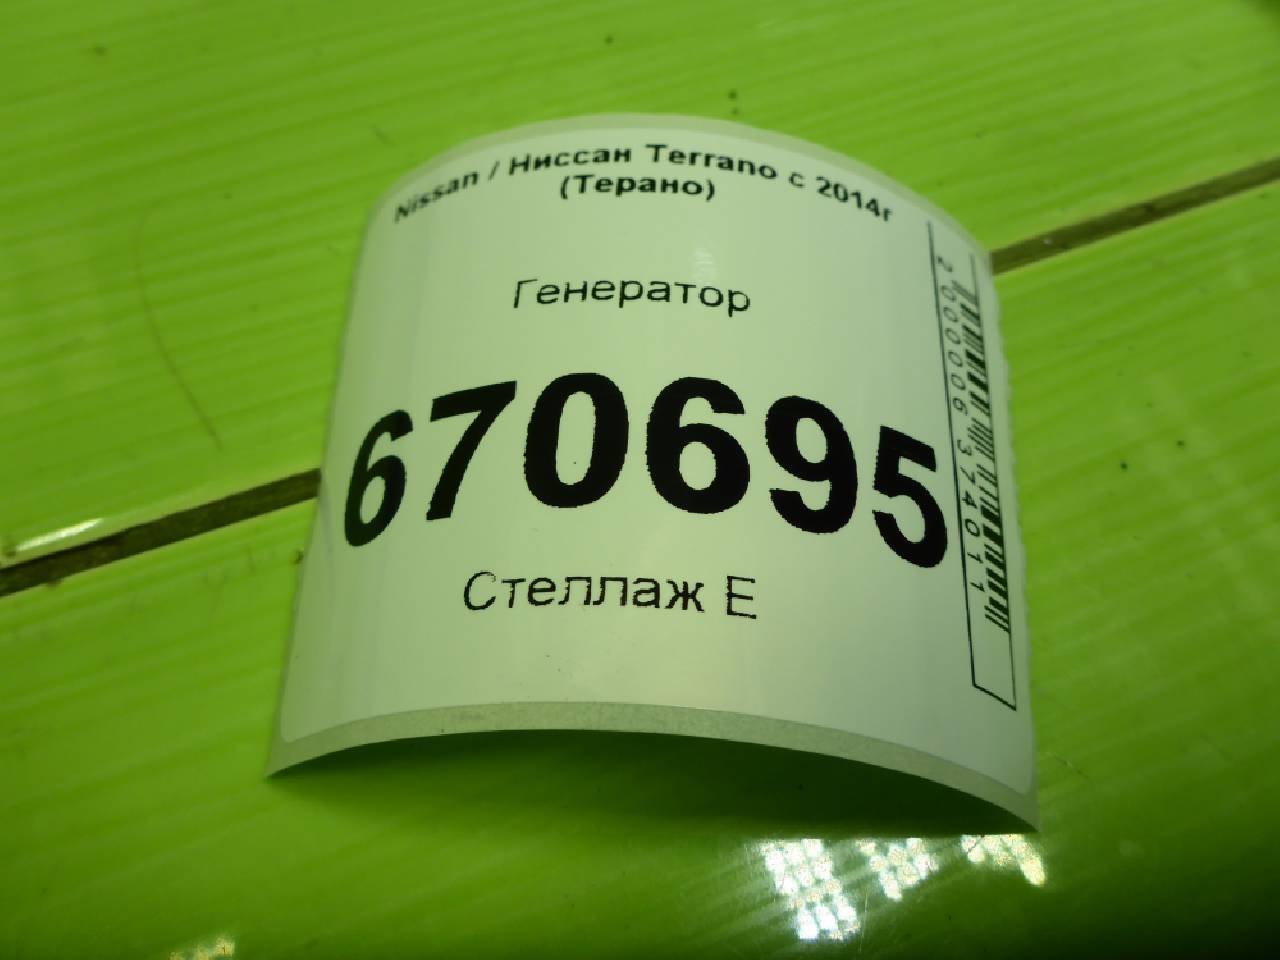 Nissan / Ниссан Terrano с 2014г
(Терано)
Генератор
670695
Стеллаж Е
2000006374011